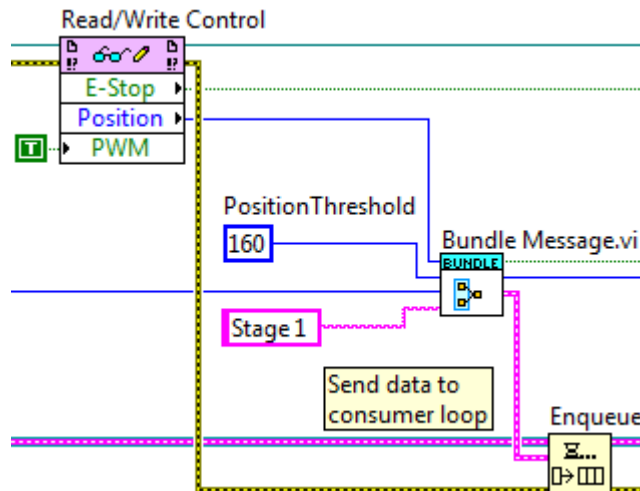 Read/Write Control
E-Stop
Position
T
PWM
PositionThreshold
160
Bundle Message.vi
BUNDLE
Stage 1
Send data to
consumer loop
Enqueue